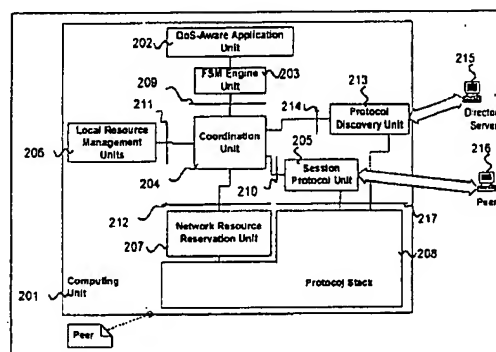 QoS-Aware Application
Unit
202
FSM Engine
Unit
203
209
211
213
215
214
Protocol
Discovery Unit
Director
Server
Local Resource
Management
Units
206
Coordination
Unit
204
205
Session
Protocol Unit
210
216
Peer
212
217
207
Network Resource
Reservation Unit
208
Protocol Stack
201
Computing
Unit
Peer